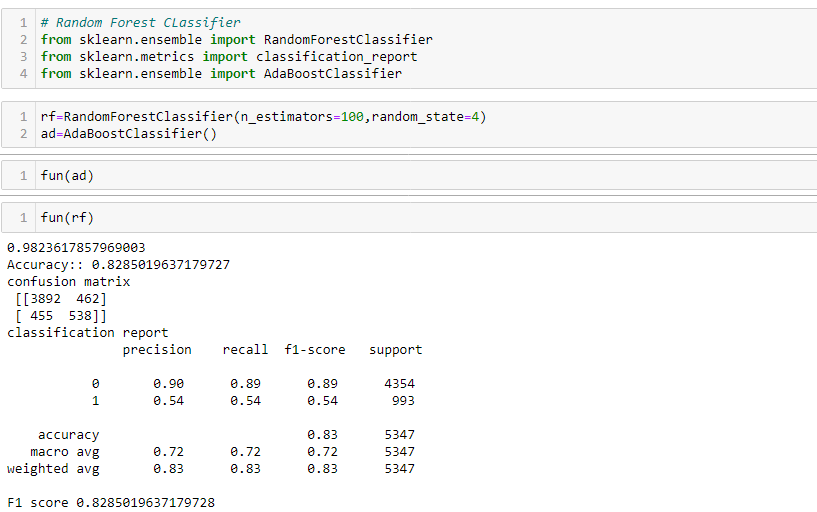 1 # Random Forest CLassifier
2 from sklearn.ensemble import RandomForestClassifier
3 from sklearn.metrics import classification_report
4 from sklearn.ensemble import AdaBoostClassifier
1 rf=RandomForestClassifier(n_estimators=100,random_state=4)
2 ad=AdaBoostClassifier()
1 fun(ad)
1 fun(rf)
0.9823617857969003
Accuracy:: 0.8285019637179727
confusion matrix
[[3892 462]
[ 455 538]]
classification report
precision recall f1-score support
0 0.90 0.89 0.89 4354
1 0.54 0.54 0.54 993
accuracy 0.83 5347
macro avg 0.72 0.72 0.72 5347
weighted avg 0.83 0.83 0.83 5347
F1 score 0.8285019637179728